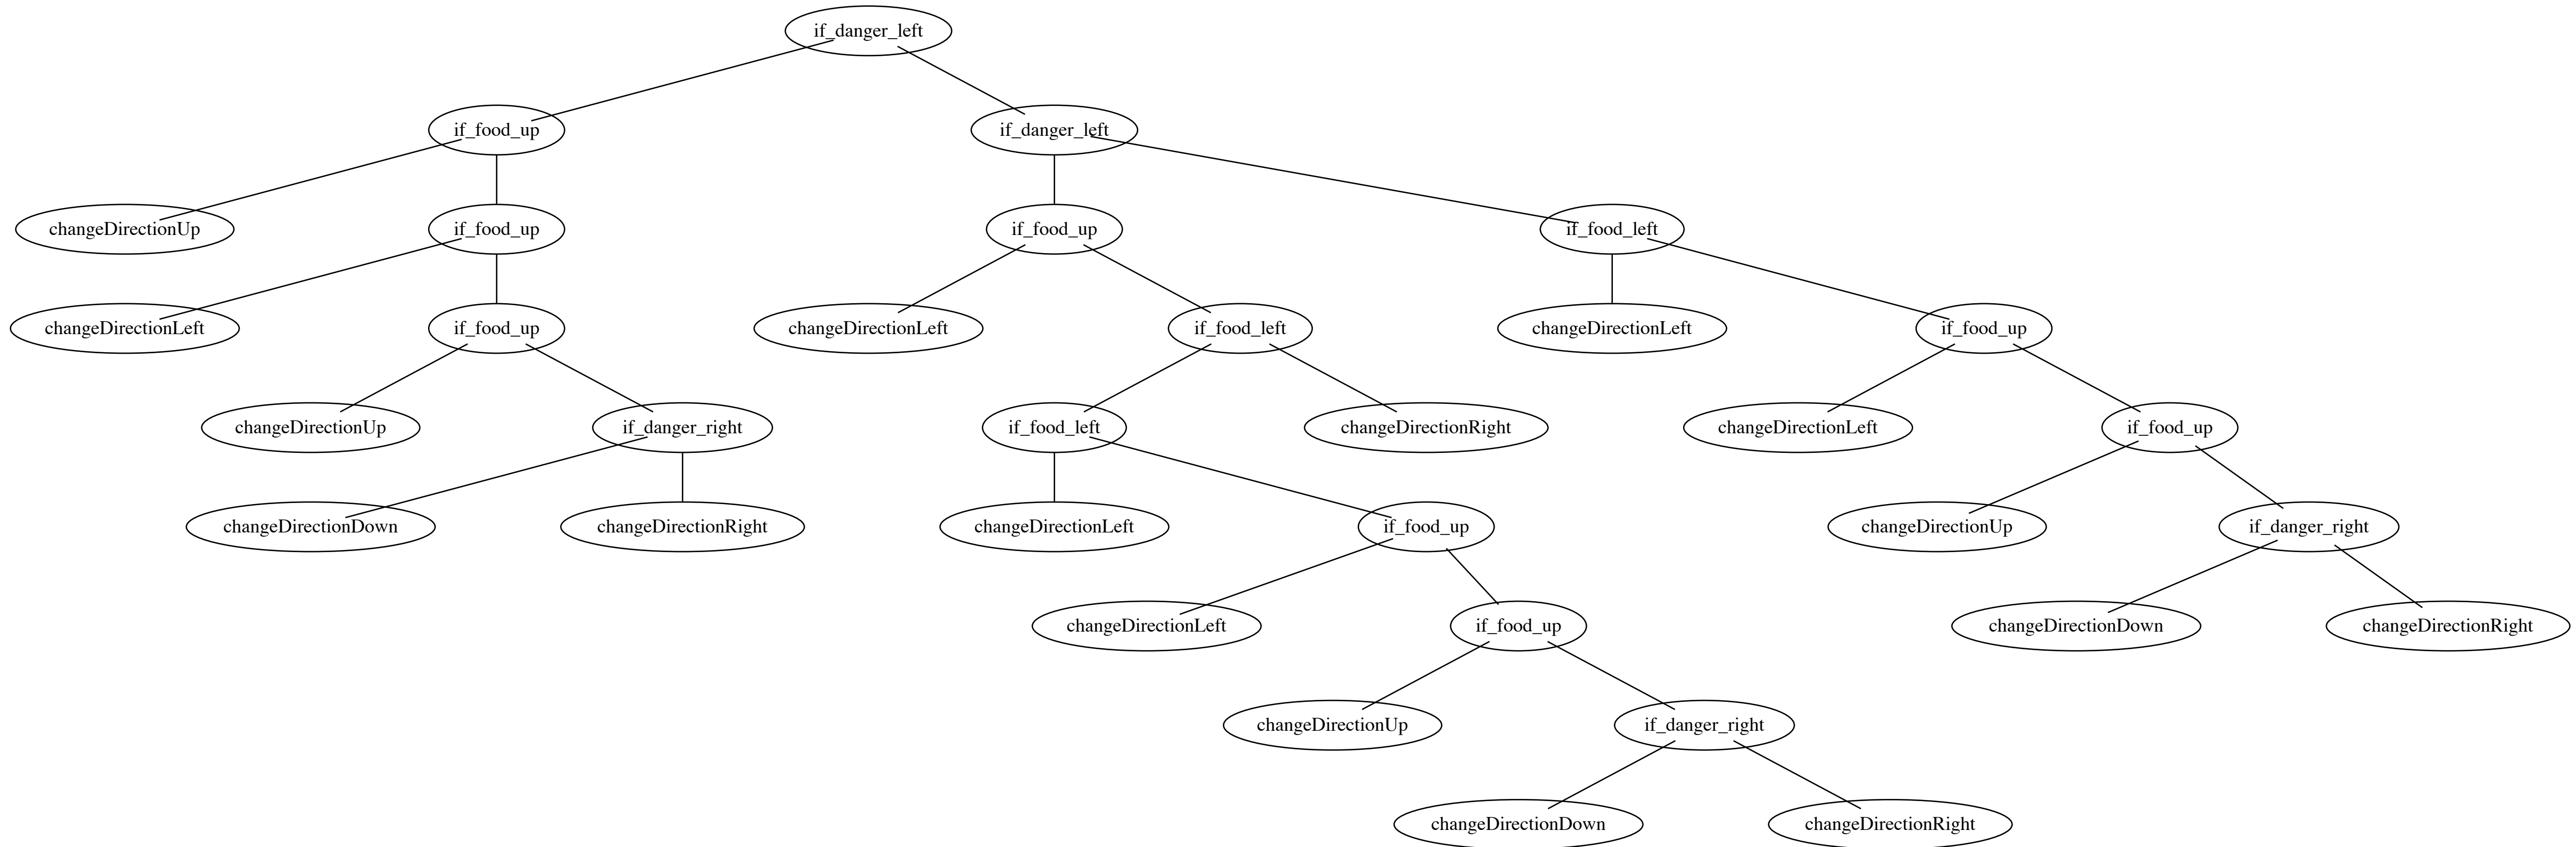 if_danger_left
if_food_up
if_danger_left
changeDirectionUp
if_food_up
if_food_up
if_food_left
changeDirectionLeft
if_food_up
changeDirectionLeft
if_food_left
changeDirectionLeft
if_food_up
changeDirectionUp
if_danger_right
if_food_left
changeDirectionRight
changeDirectionLeft
if_food_up
changeDirectionDown
changeDirectionRight
changeDirectionLeft
if_food_up
changeDirectionUp
if_danger_right
changeDirectionLeft
if_food_up
changeDirectionDown
changeDirectionRight
changeDirectionUp
if_danger_right
changeDirectionDown
changeDirectionRight